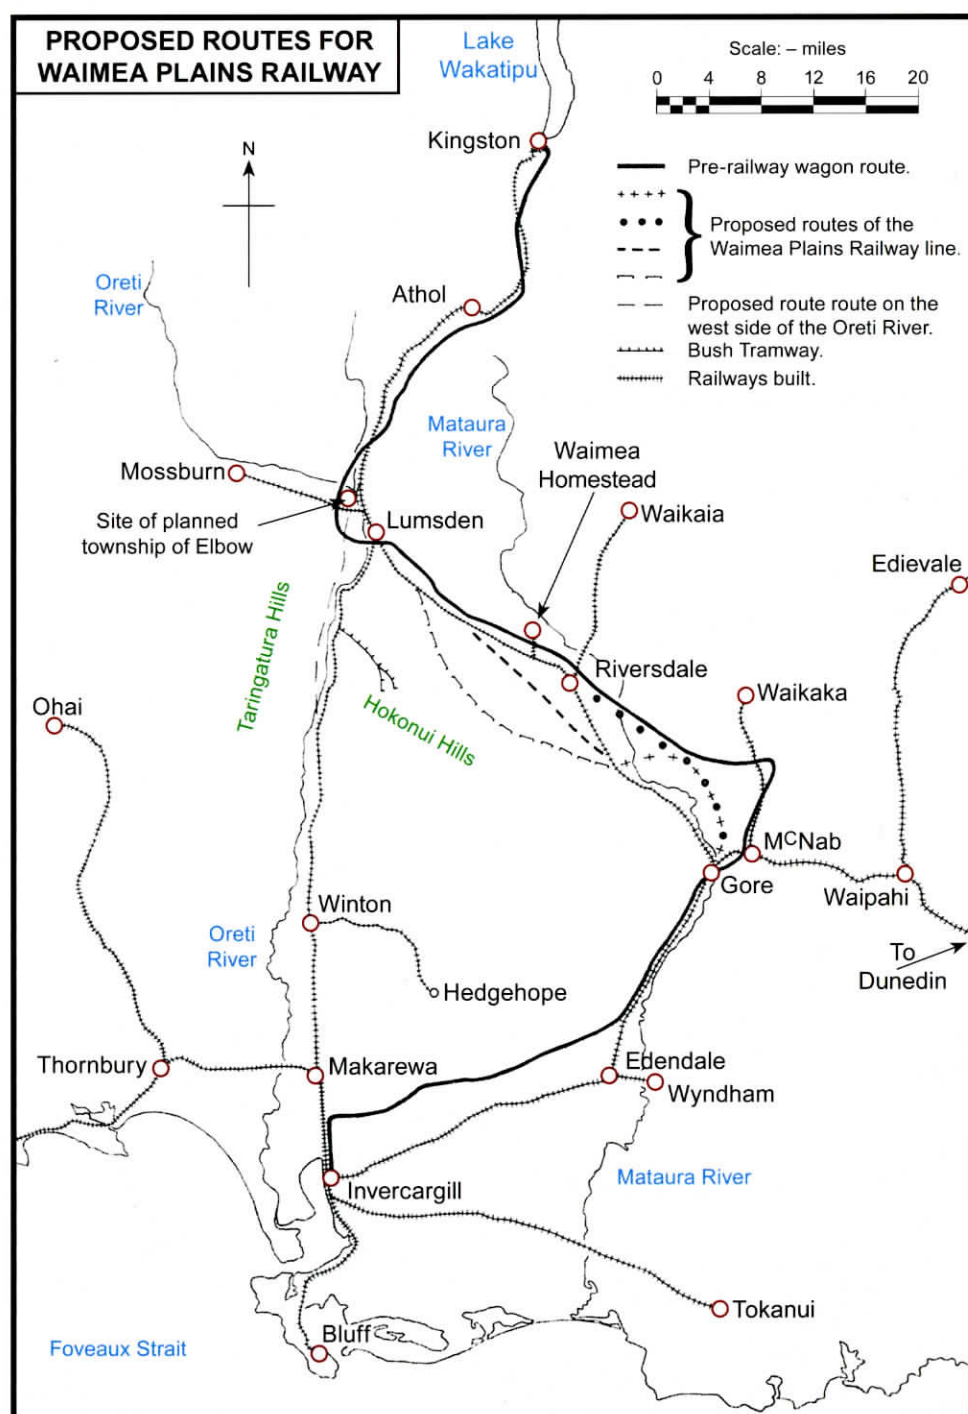 PROPOSED ROUTES FOR
WAIMEA PLAINS RAILWAY
Lake
Wakatipu
Scale: – miles
0 4 8 12 16 20
Kingston
N
Pre-railway wagon route.
Proposed routes of the
Waimea Plains Railway line.
Proposed route route on the
west side of the Oreti River.
Bush Tramway.
Railways built.
Oreti
River
Athol
Mataura
River
Waimea
Homestead
Mossburn
Waikaia
Site of planned
township of Elbow
Lumsden
Edievale
Taringatura Hills
Riversdale
Waikaka
Ohai
Hokonui Hills
McNab
Gore
Waipahi
Winton
Oreti
River
To
Dunedin
Hedgehope
Thornbury
Makarewa
Edendale
Wyndham
Invercargill
Mataura River
Tokanui
Bluff
Foveaux Strait